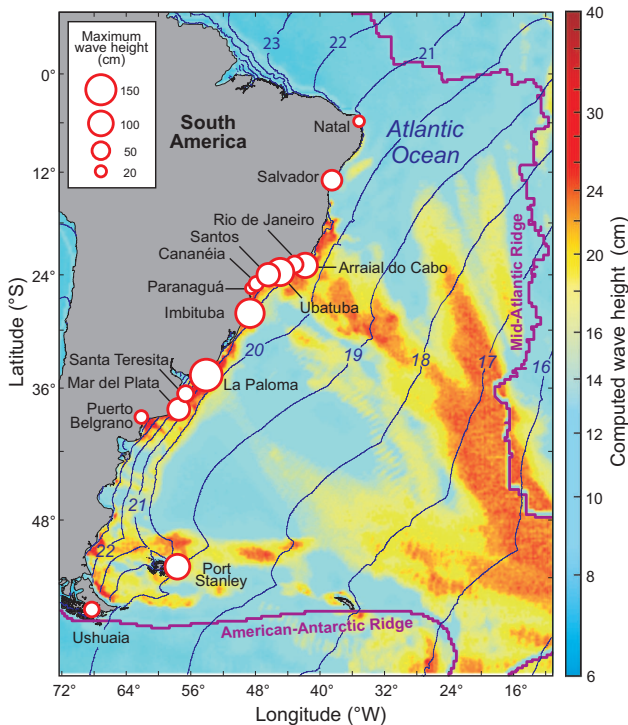 Maximum
wave height
(cm)
150
100
50
20
South
America
Atlantic
Ocean
Natal
Salvador
Rio de Janeiro
Santos
Cananéia
Paranaguá
Imbituba
Arraial do Cabo
Ubatuba
Santa Teresita
Mar del Plata
Puerto
Belgrano
La Paloma
Port
Stanley
Ushuaia
Mid-Atlantic Ridge
American-Antarctic Ridge
23
22
21
20
19
18
17
16
21
22
Latitude (°S)
0°
12°
24°
36°
48°
72°
64°
56°
48°
40°
32°
24°
16°
Longitude (°W)
40
30
24
20
16
14
12
10
8
6
Computed wave height (cm)